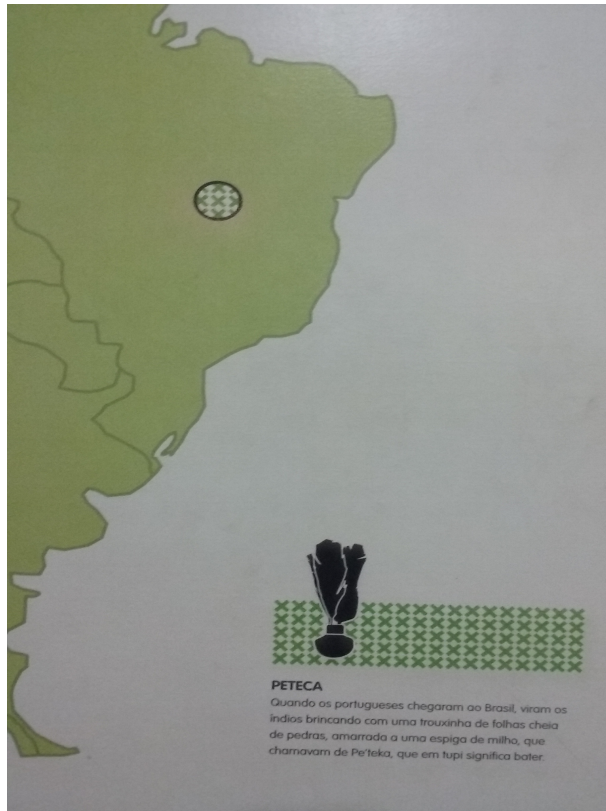 PETECA
Quando os portugueses chegaram ao Brasil, viram os
índios brincando com uma trouxinha de folhas cheia
de pedras, amarrada a uma espiga de milho, que
chamavam de Pe'teka, que em tupi significa bater.